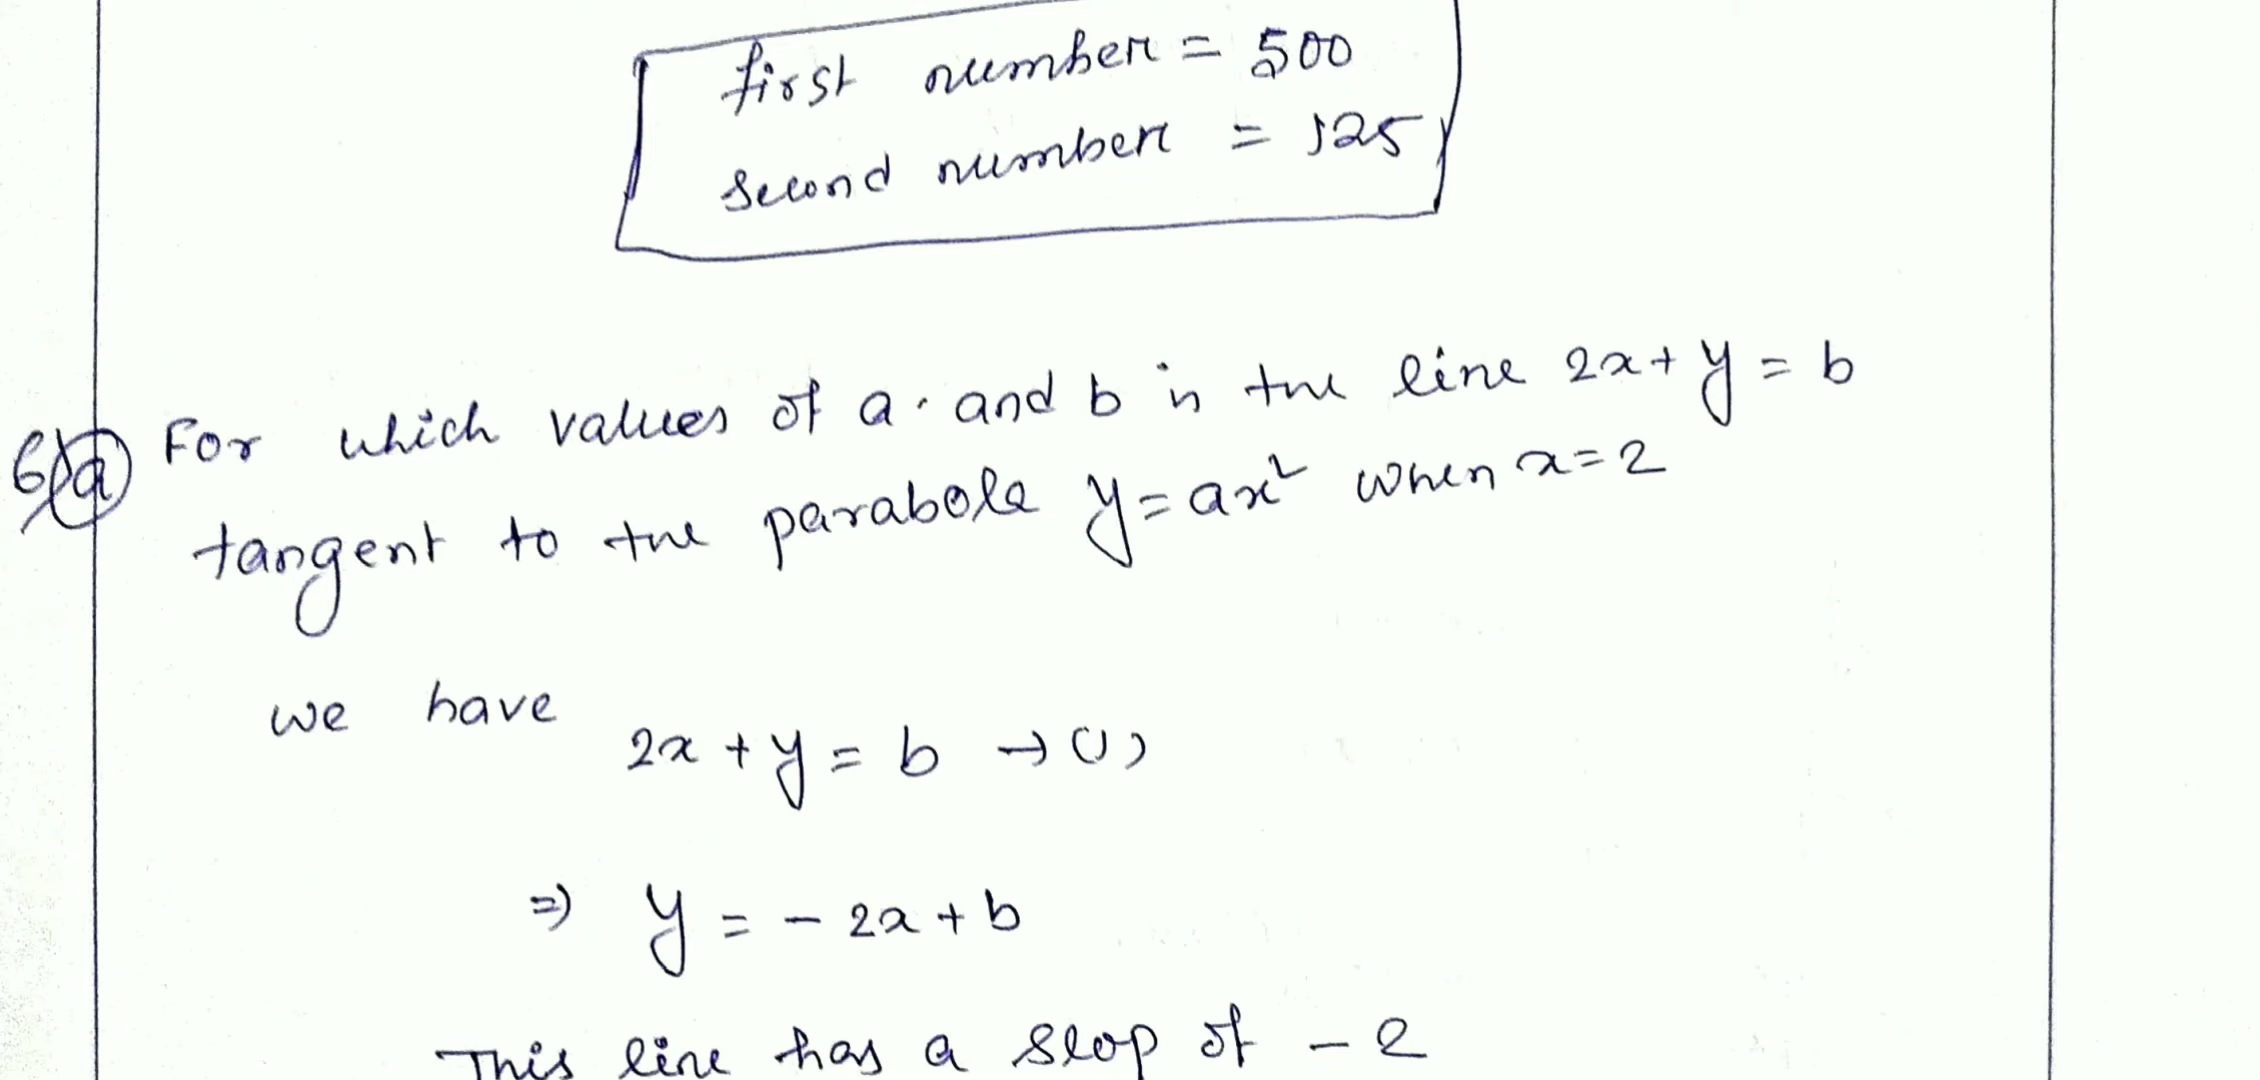 first number = 500
second number = 125
6) a) For which values of a and b is the line 2x + y = b
tangent to the parabola y = ax² when x = 2
we have
2x + y = b → (1)
⇒ y = - 2x + b
This line has a slop of - 2